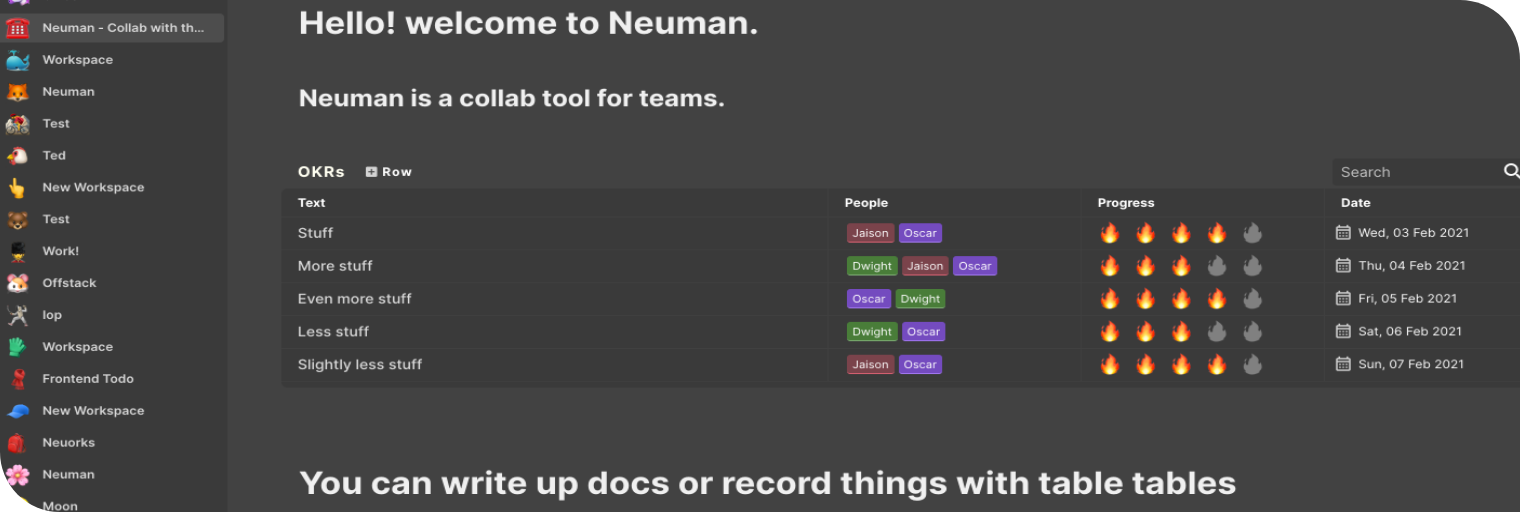 Neuman - Collab with th...
Workspace
Neuman
Test
Ted
New Workspace
Test
Work!
Offstack
lop
Workspace
Frontend Todo
New Workspace
Neuorks
Neuman
Moon
Hello! welcome to Neuman.
Neuman is a collab tool for teams.
OKRs Row Search
Text People Progress Date
Stuff Jaison Oscar Wed, 03 Feb 2021
More stuff Dwight Jaison Oscar Thu, 04 Feb 2021
Even more stuff Oscar Dwight Fri, 05 Feb 2021
Less stuff Dwight Oscar Sat, 06 Feb 2021
Slightly less stuff Jaison Oscar Sun, 07 Feb 2021
You can write up docs or record things with table tables